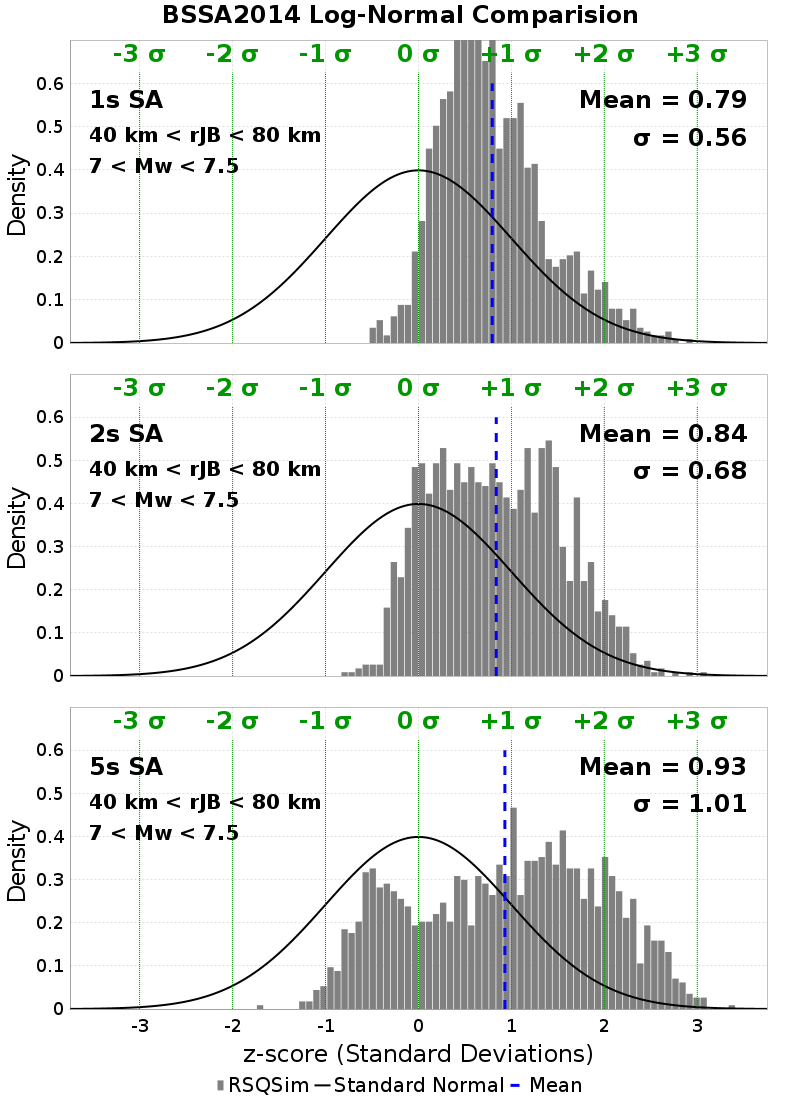 BSSA2014 Log-Normal Comparision
-3 σ -2 σ -1 σ 0 σ +1 σ +2 σ +3 σ
1s SA
40 km < rJB < 80 km
7 < Mw < 7.5
Mean = 0.79
σ = 0.56
Density
0.6
0.5
0.4
0.3
0.2
0.1
0
-3 σ -2 σ -1 σ 0 σ +1 σ +2 σ +3 σ
2s SA
40 km < rJB < 80 km
7 < Mw < 7.5
Mean = 0.84
σ = 0.68
Density
0.6
0.5
0.4
0.3
0.2
0.1
0
-3 σ -2 σ -1 σ 0 σ +1 σ +2 σ +3 σ
5s SA
40 km < rJB < 80 km
7 < Mw < 7.5
Mean = 0.93
σ = 1.01
Density
0.6
0.5
0.4
0.3
0.2
0.1
0
-3 -2 -1 0 1 2 3
z-score (Standard Deviations)
RSQSim Standard Normal Mean